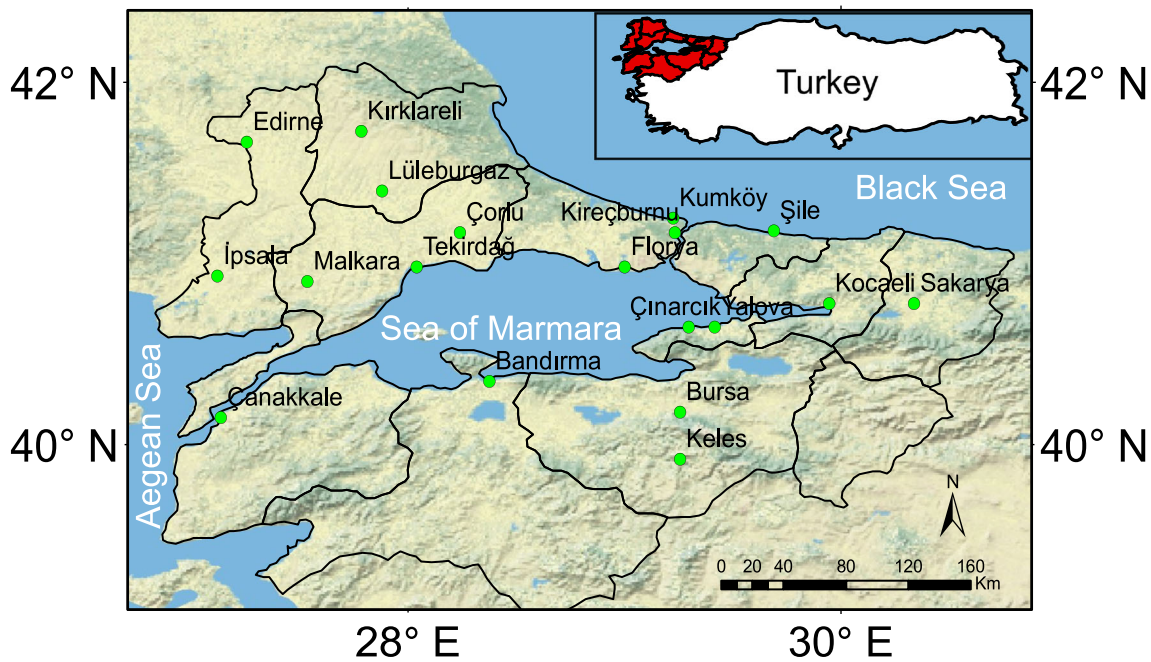 42° N
42° N
Turkey
Kırklareli
Edirne
Lüleburgaz
Black Sea
Kumköy
Çorlu
Kireçburnu
Şile
Tekirdağ
Florya
İpsala
Malkara
Kocaeli
Sakarya
Çınarcık
Yalova
Sea of Marmara
Bandırma
Aegean Sea
Çanakkale
Bursa
Keles
40° N
40° N
N
0 20 40 80 120 160
Km
28° E
30° E